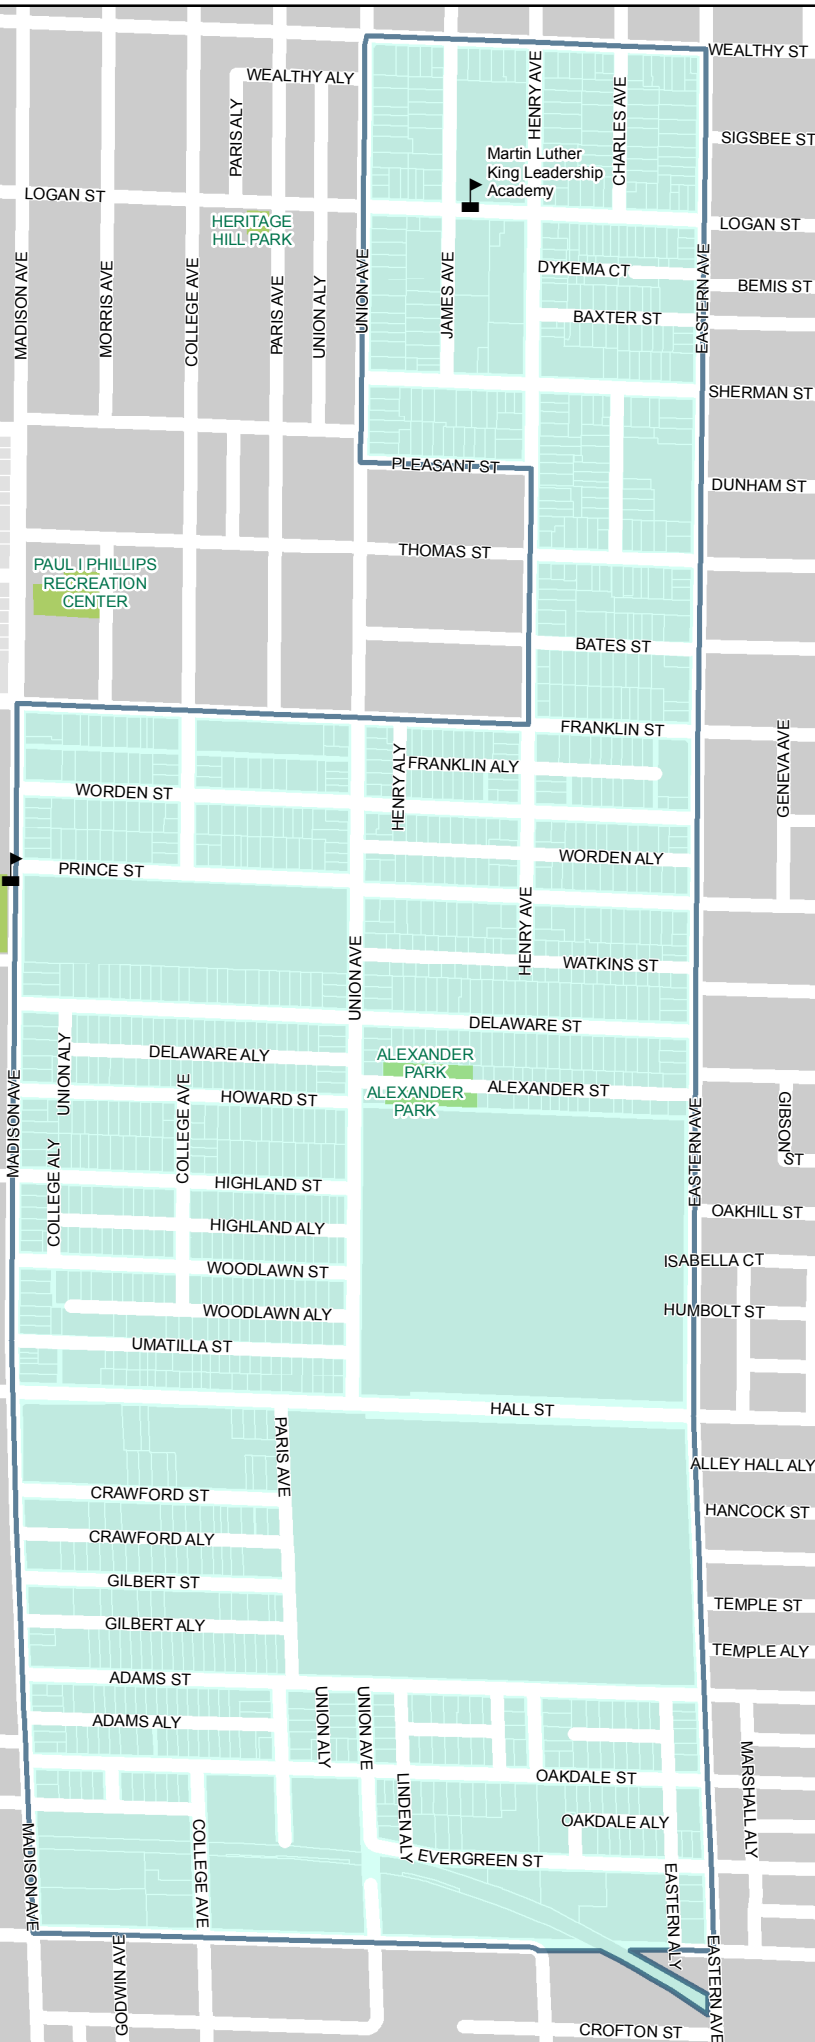 WEALTHY ST
WEALTHY ALY
HENRY AVE
CHARLES AVE
PARIS ALY
SIGSBEE ST
Martin Luther
King Leadership
Academy
LOGAN ST
HERITAGE
HILL PARK
LOGAN ST
MADISON AVE
MORRIS AVE
COLLEGE AVE
PARIS AVE
UNION ALY
UNION AVE
JAMES AVE
DYKEMA CT
EASTERN AVE
BEMIS ST
BAXTER ST
SHERMAN ST
PLEASANT ST
DUNHAM ST
THOMAS ST
PAUL I PHILLIPS
RECREATION
CENTER
BATES ST
FRANKLIN ST
GENEVA AVE
HENRY ALY
FRANKLIN ALY
WORDEN ST
WORDEN ALY
PRINCE ST
HENRY AVE
UNION AVE
WATKINS ST
DELAWARE ST
UNION ALY
DELAWARE ALY
ALEXANDER
PARK
ALEXANDER
PARK
ALEXANDER ST
MADISON AVE
COLLEGE AVE
HOWARD ST
EASTERN AVE
GIBSON
ST
COLLEGE ALY
HIGHLAND ST
OAKHILL ST
HIGHLAND ALY
ISABELLA CT
WOODLAWN ST
WOODLAWN ALY
HUMBOLT ST
UMATILLA ST
HALL ST
PARIS AVE
ALLEY HALL ALY
CRAWFORD ST
HANCOCK ST
CRAWFORD ALY
GILBERT ST
TEMPLE ST
GILBERT ALY
TEMPLE ALY
ADAMS ST
UNION ALY
UNION AVE
ADAMS ALY
MARSHALL ALY
LINDEN ALY
OAKDALE ST
OAKDALE ALY
MADISON AVE
COLLEGE AVE
EVERGREEN ST
EASTERN ALY
GODWIN AVE
EASTERN AVE
CROFTON ST